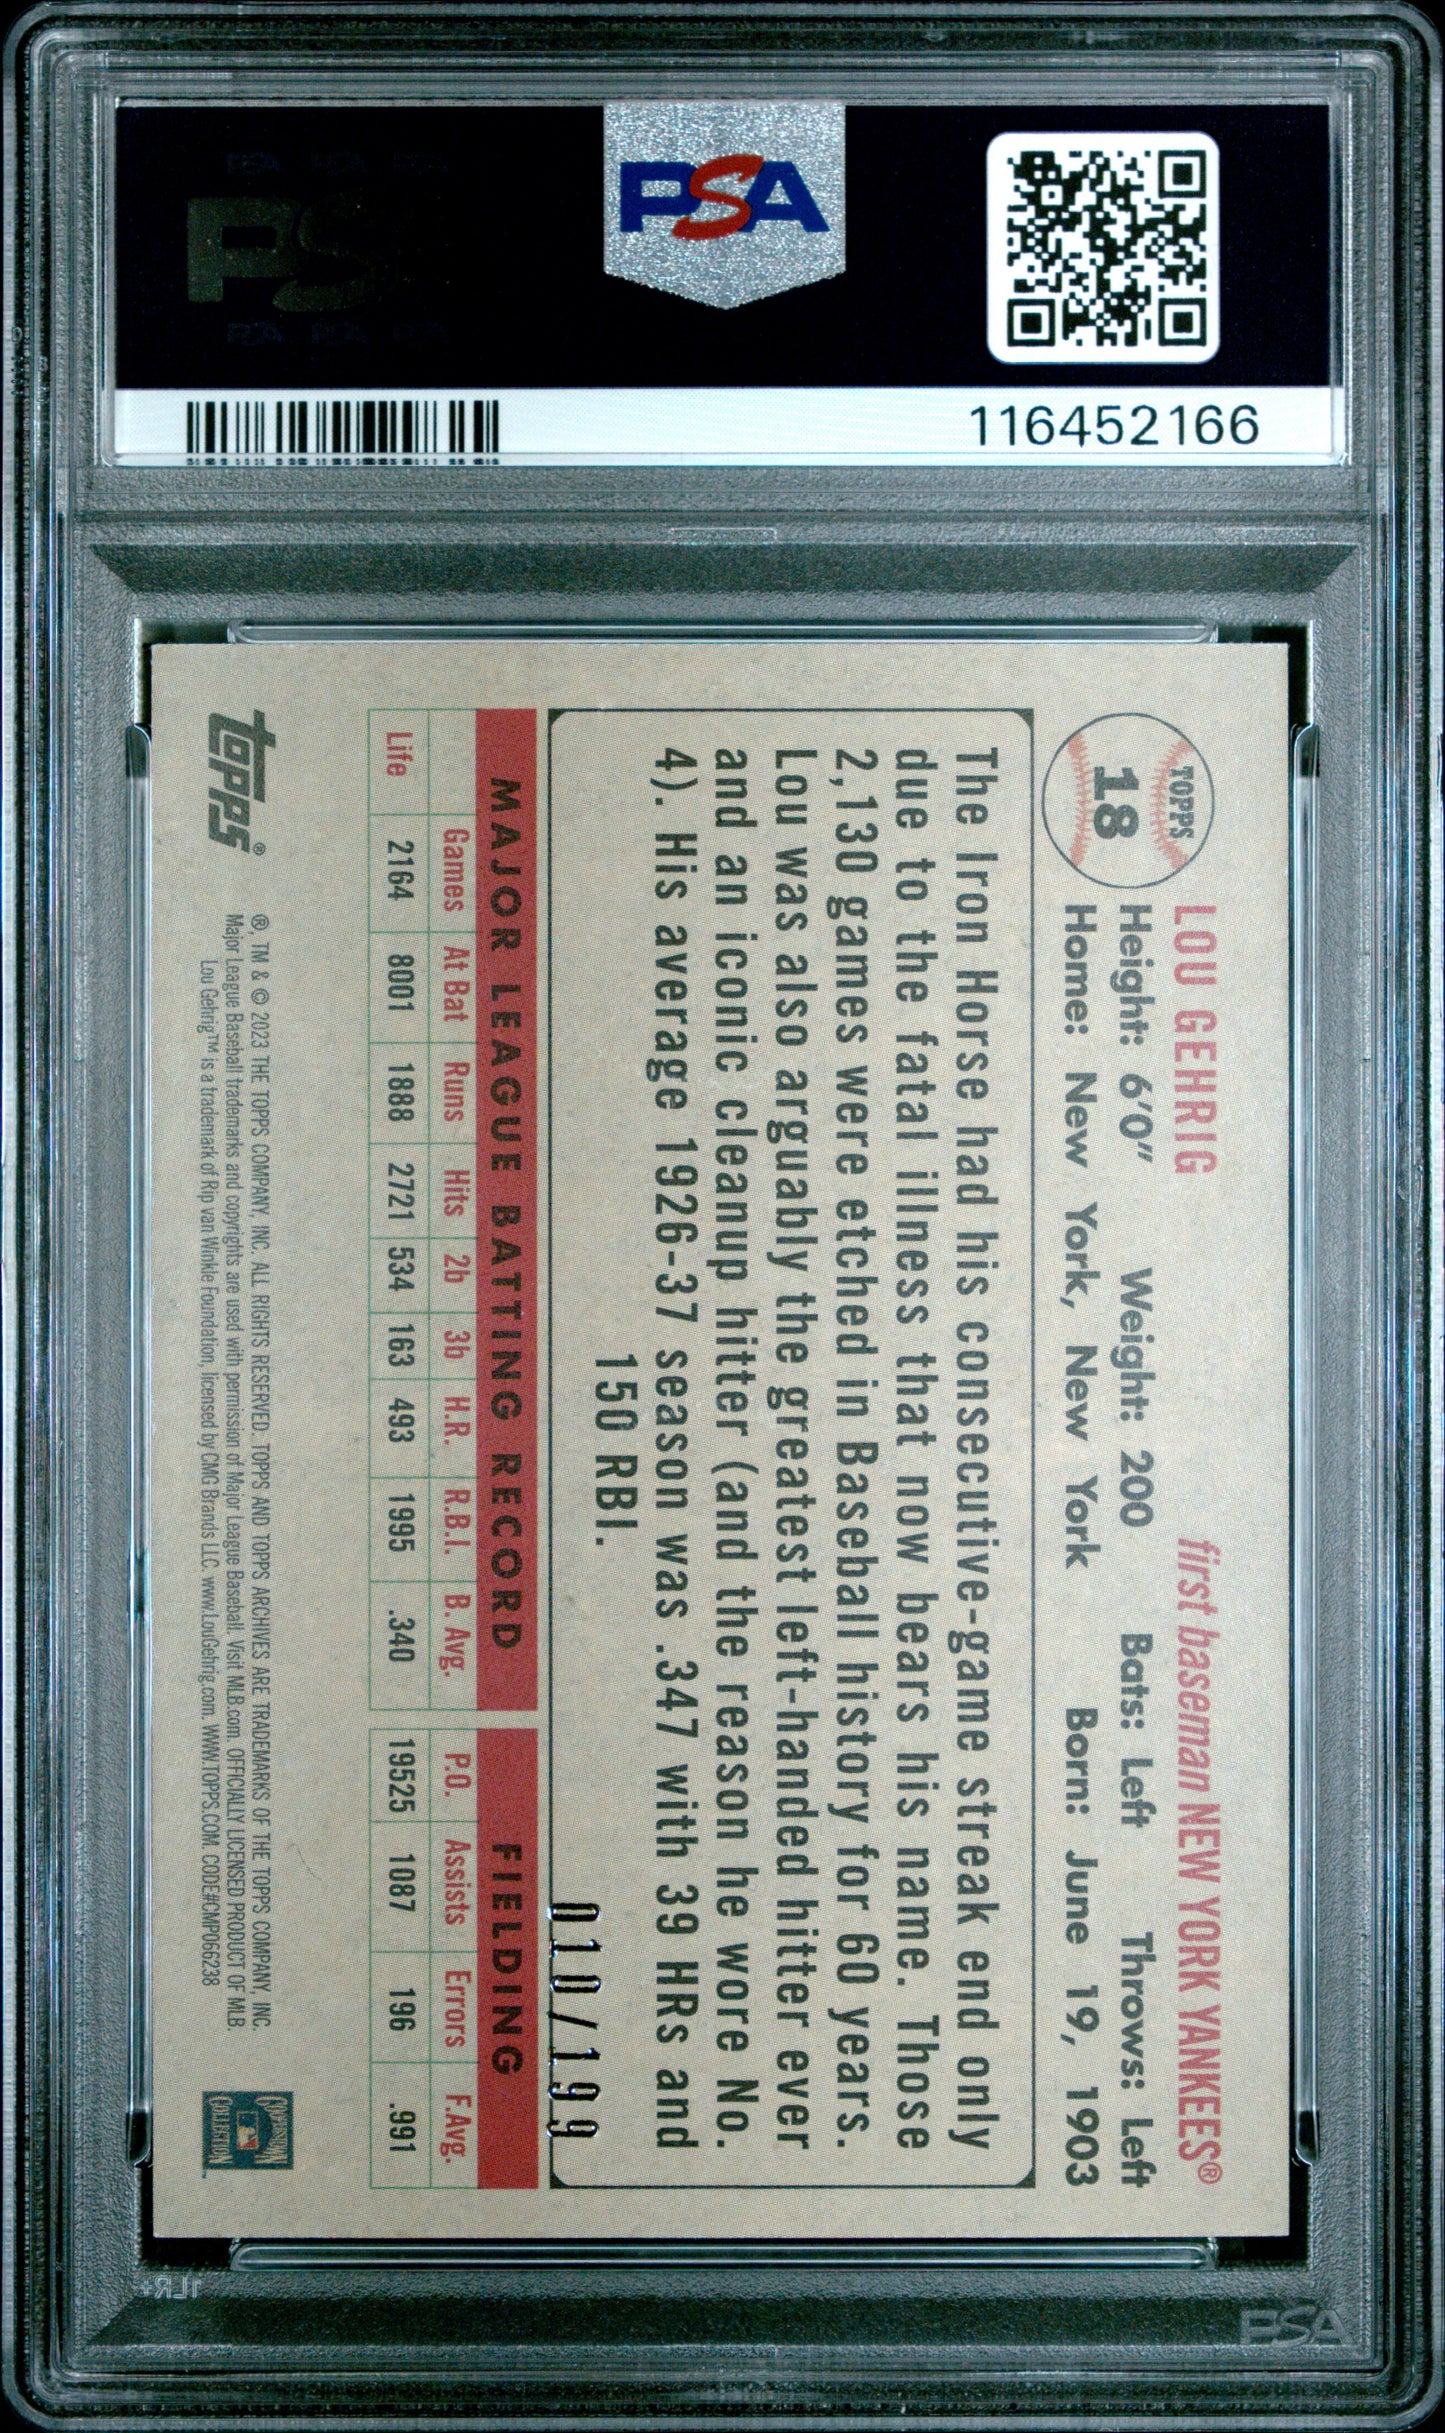 PSA
116452166
TOPPS
18
LOU GEHRIG first baseman NEW YORK YANKEES®
Height: 6'0" Weight: 200 Bats: Left Throws: Left
Home: New York, New York Born: June 19, 1903
The Iron Horse had his consecutive-game streak end only
due to the fatal illness that now bears his name. Those
2,130 games were etched in Baseball history for 60 years.
Lou was also arguably the greatest left-handed hitter ever
and an iconic cleanup hitter (and the reason he wore No.
4). His average 1926-37 season was .347 with 39 HRs and
150 RBI.
010/199
MAJOR LEAGUE BATTING RECORD FIELDING
Games At Bat Runs Hits 2b 3b H.R. R.B.I. B. Avg. P.O. Assists Errors F.Avg.
Life 2164 8001 1888 2721 534 163 493 1995 .340 19525 1087 196 .991
topps®
®, TM & © 2023 THE TOPPS COMPANY, INC. ALL RIGHTS RESERVED. TOPPS AND TOPPS ARCHIVES ARE TRADEMARKS OF THE TOPPS COMPANY, INC.
Major League Baseball trademarks and copyrights are used with permission of Major League Baseball. Visit MLB.com. OFFICIALLY LICENSED PRODUCT OF MLB.
Lou Gehrig™ is a trademark of Rip van Winkle Foundation, licensed by CMG Brands LLC. www.LouGehrig.com. WWW.TOPPS.COM. CODE#CMP066238
COOPERSTOWN
COLLECTION™
PSA
1LR+